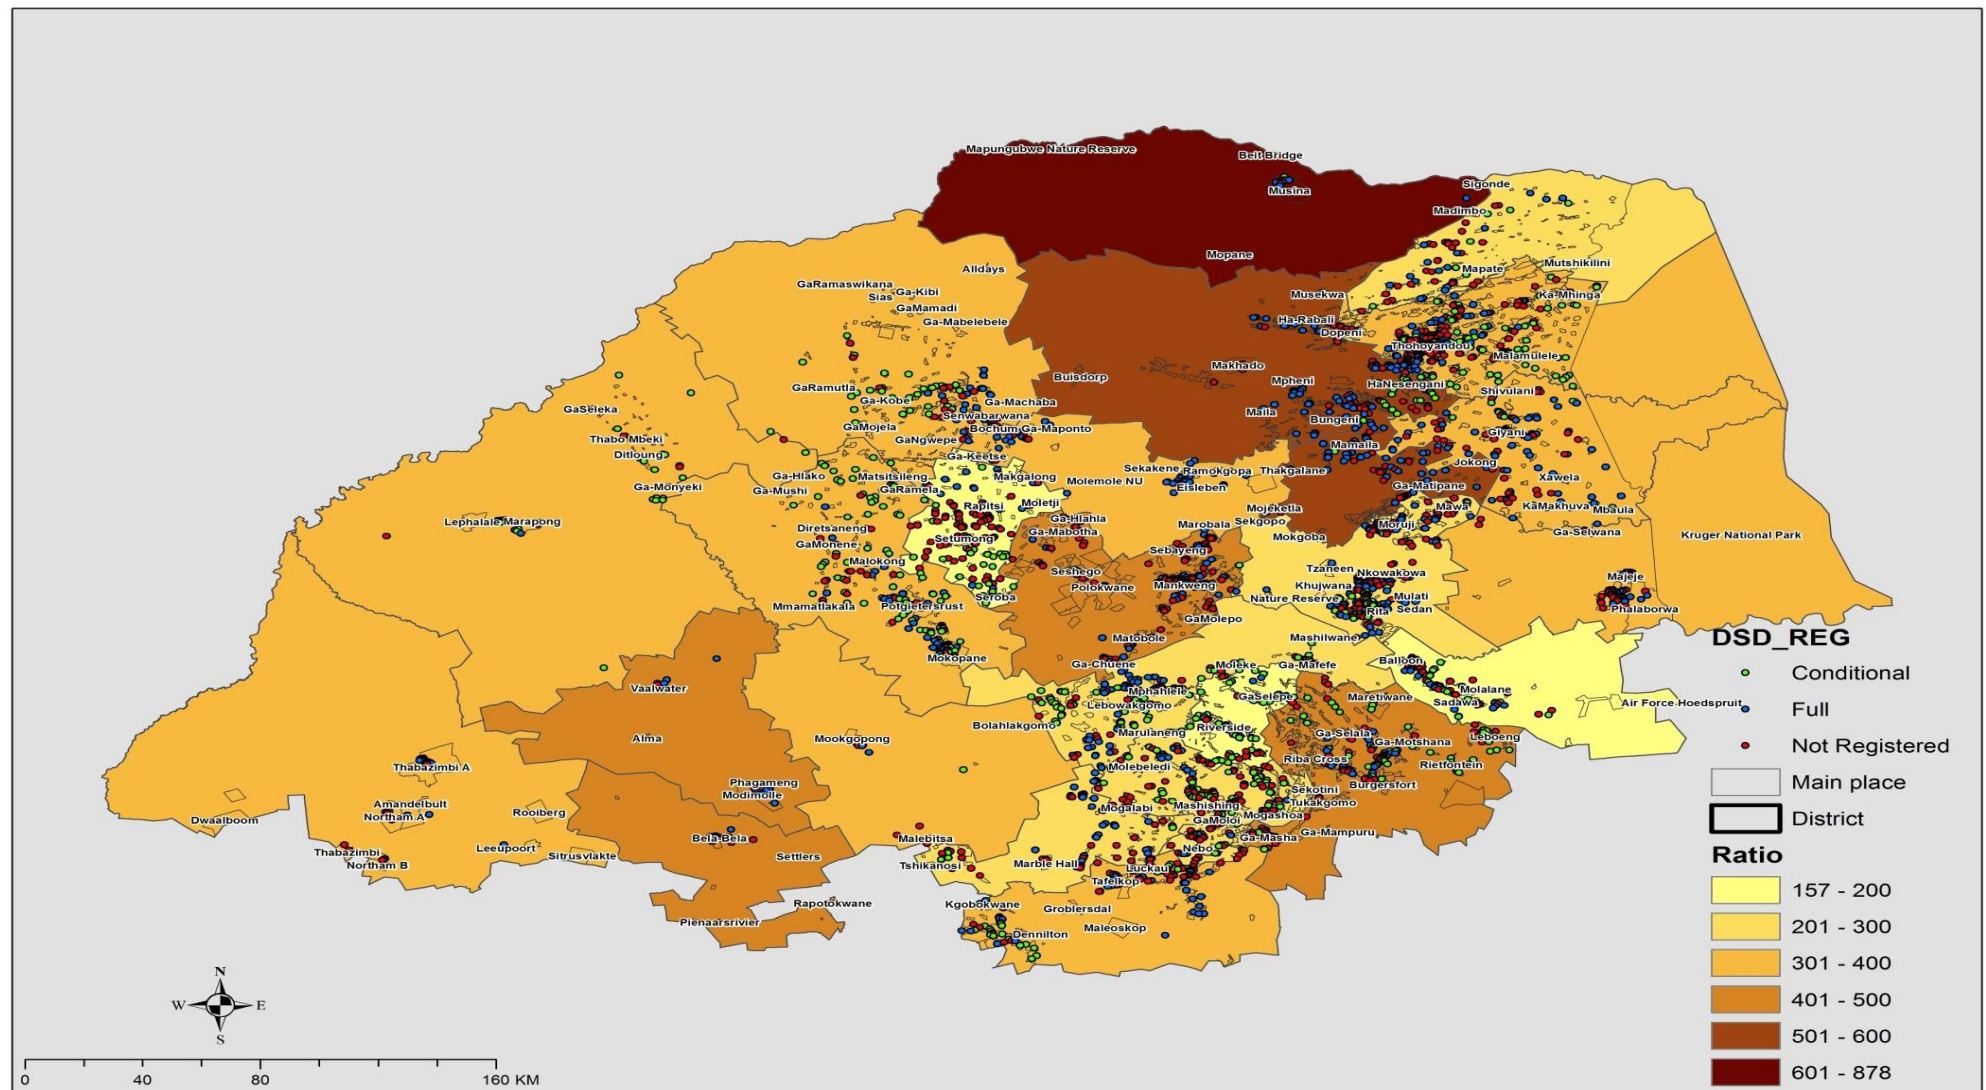 Mapungubwe Nature Reserve
Beit Bridge
Musina
Sigonde
Madimbo
Mopane
Alldays
Mapate
Mutshikilini
GaRamaswikana
Ga-Kibi
Sias
Musekwa
Ka-Mhinga
GaMamadi
Ga-Mabelebele
Ha-Rabali
Dopeni
Thohoyandou
Malamulele
Makhado
Buisdorp
Mpheni
HaNesengani
Shivulani
GaRamutla
Ga-Kobe
Ga-Machaba
GaSeleka
Senwabarwana
Maila
Bungeni
GaMojela
Bochum
Ga-Maponto
Giyani
Thabo Mbeki
GaNgwepe
Mamaila
Ditloung
Ga-Keetse
Sekakene
Ramokgopa
Thakgalane
Jokong
Ga-Hlako
Matsitsileng
Makgalong
Molemole NU
Xawela
Ga-Monyeki
Ga-Mushi
GaRamela
Eisleben
Ga-Matipane
Rapitsi
Moletji
Mojeketla
Mawa
KaMakhuva
Mbaula
Lephalale
Marapong
Diretsaneng
Ga-Hlahla
Marobala
Sekgopo
Moruji
Ga-Mabotha
Ga-Selwana
Setumong
Mokgoba
Kruger National Park
GaMonene
Sebayeng
Malokong
Seshego
Tzaneen
Nkowakowa
Majeje
Polokwane
Mankweng
Khujwana
Seroba
Nature Reserve
Mulati
Mmamatlakala
Potgietersrust
Rita
Sedan
Phalaborwa
GaMolepo
Matobole
Mashilwane
Mokopane
Ga-Chuene
Moleke
Ga-Mafefe
Ballbon
Vaalwater
Mphahlele
GaSelepe
Maretlwane
Molalane
Lebowakgomo
Sadawa
Air Force Hoedspruit
Bolahlakgomo
Riverside
Alma
Mookgopong
Marulaneng
Ga-Selala
Ga-Motshana
Leboeng
Thabazimbi A
Molebeledi
Riba Cross
Rietfontein
Phagameng
Modimolle
Sekotini
Burgersfort
Amandelbult
Northam A
Rooiberg
Mogalabi
Mashishing
Tukakgomo
Dwaalboom
GaMoloi
Mogashoa
Bela-Bela
Malebitsa
Ga-Masha
Ga-Mampuru
Thabazimbi
Leeupoort
Sitrusvlakte
Settlers
Nebo
Northam B
Tshikanosi
Marble Hall
Luckau
Tafelkop
Rapotokwane
Kgobokwane
Groblersdal
Pienaarsrivier
Dennilton
Maleoskop
DSD_REG
Conditional
Full
Not Registered
Main place
District
Ratio
157 - 200
201 - 300
301 - 400
401 - 500
501 - 600
601 - 878
N
W
E
S
0
40
80
160 KM